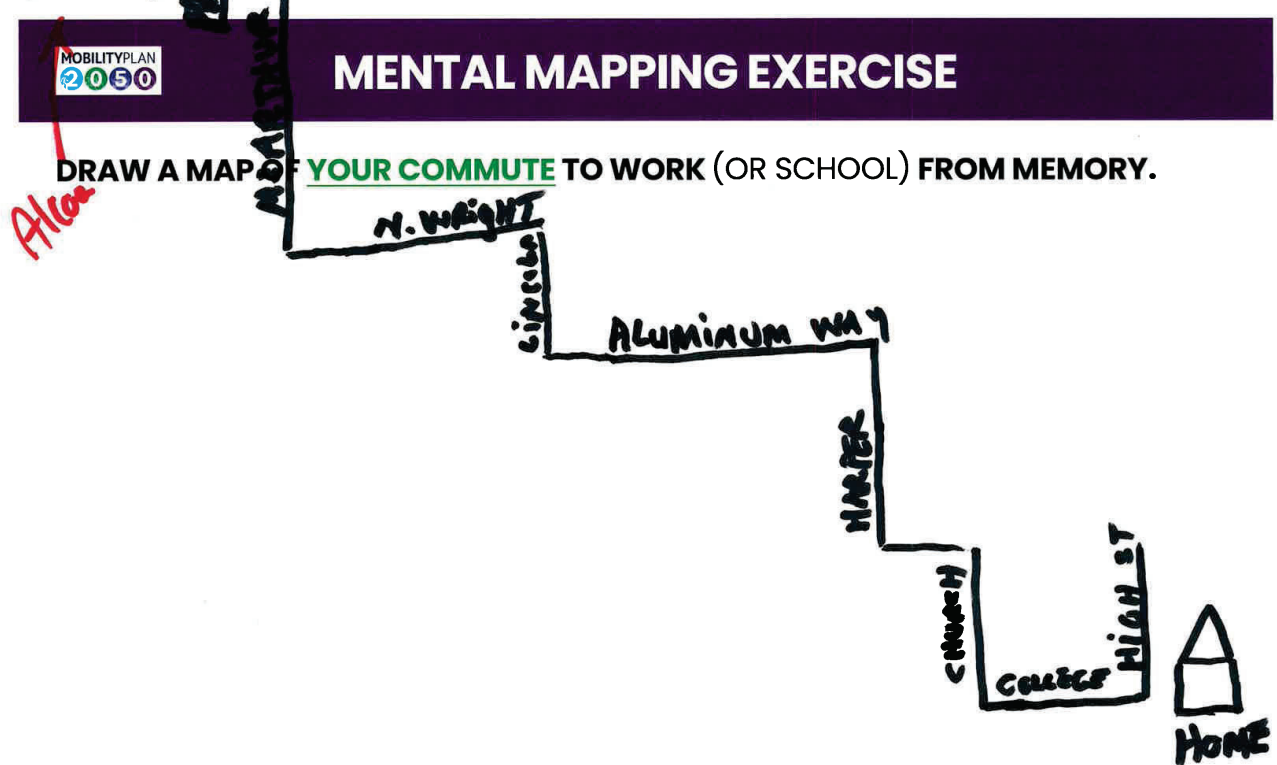 MOBILITYPLAN
2050
MENTAL MAPPING EXERCISE
DRAW A MAP OF YOUR COMMUTE TO WORK (OR SCHOOL) FROM MEMORY.
Alcoa
N. WRIGHT
LINCOLN
ALUMINUM WAY
HARPER
CHURCH
COLLEGE
HIGH ST
HOME